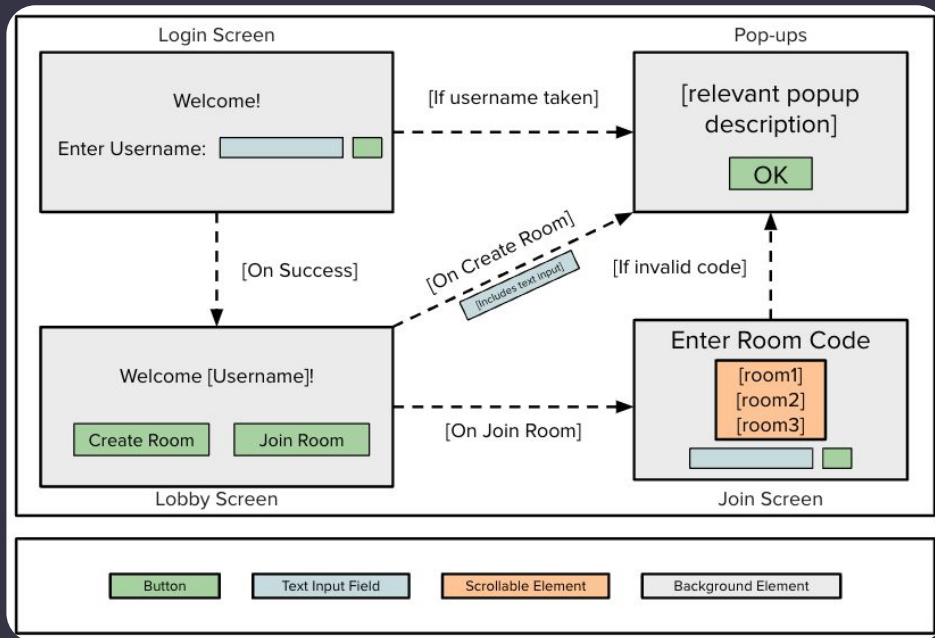 Login Screen
Pop-ups
Welcome!
Enter Username:
[If username taken]
[relevant popup
description]
OK
[On Success]
[On Create Room]
[Includes text input]
[If invalid code]
Welcome [Username]!
Create Room
Join Room
Lobby Screen
[On Join Room]
Enter Room Code
[room1]
[room2]
[room3]
Join Screen
Button
Text Input Field
Scrollable Element
Background Element